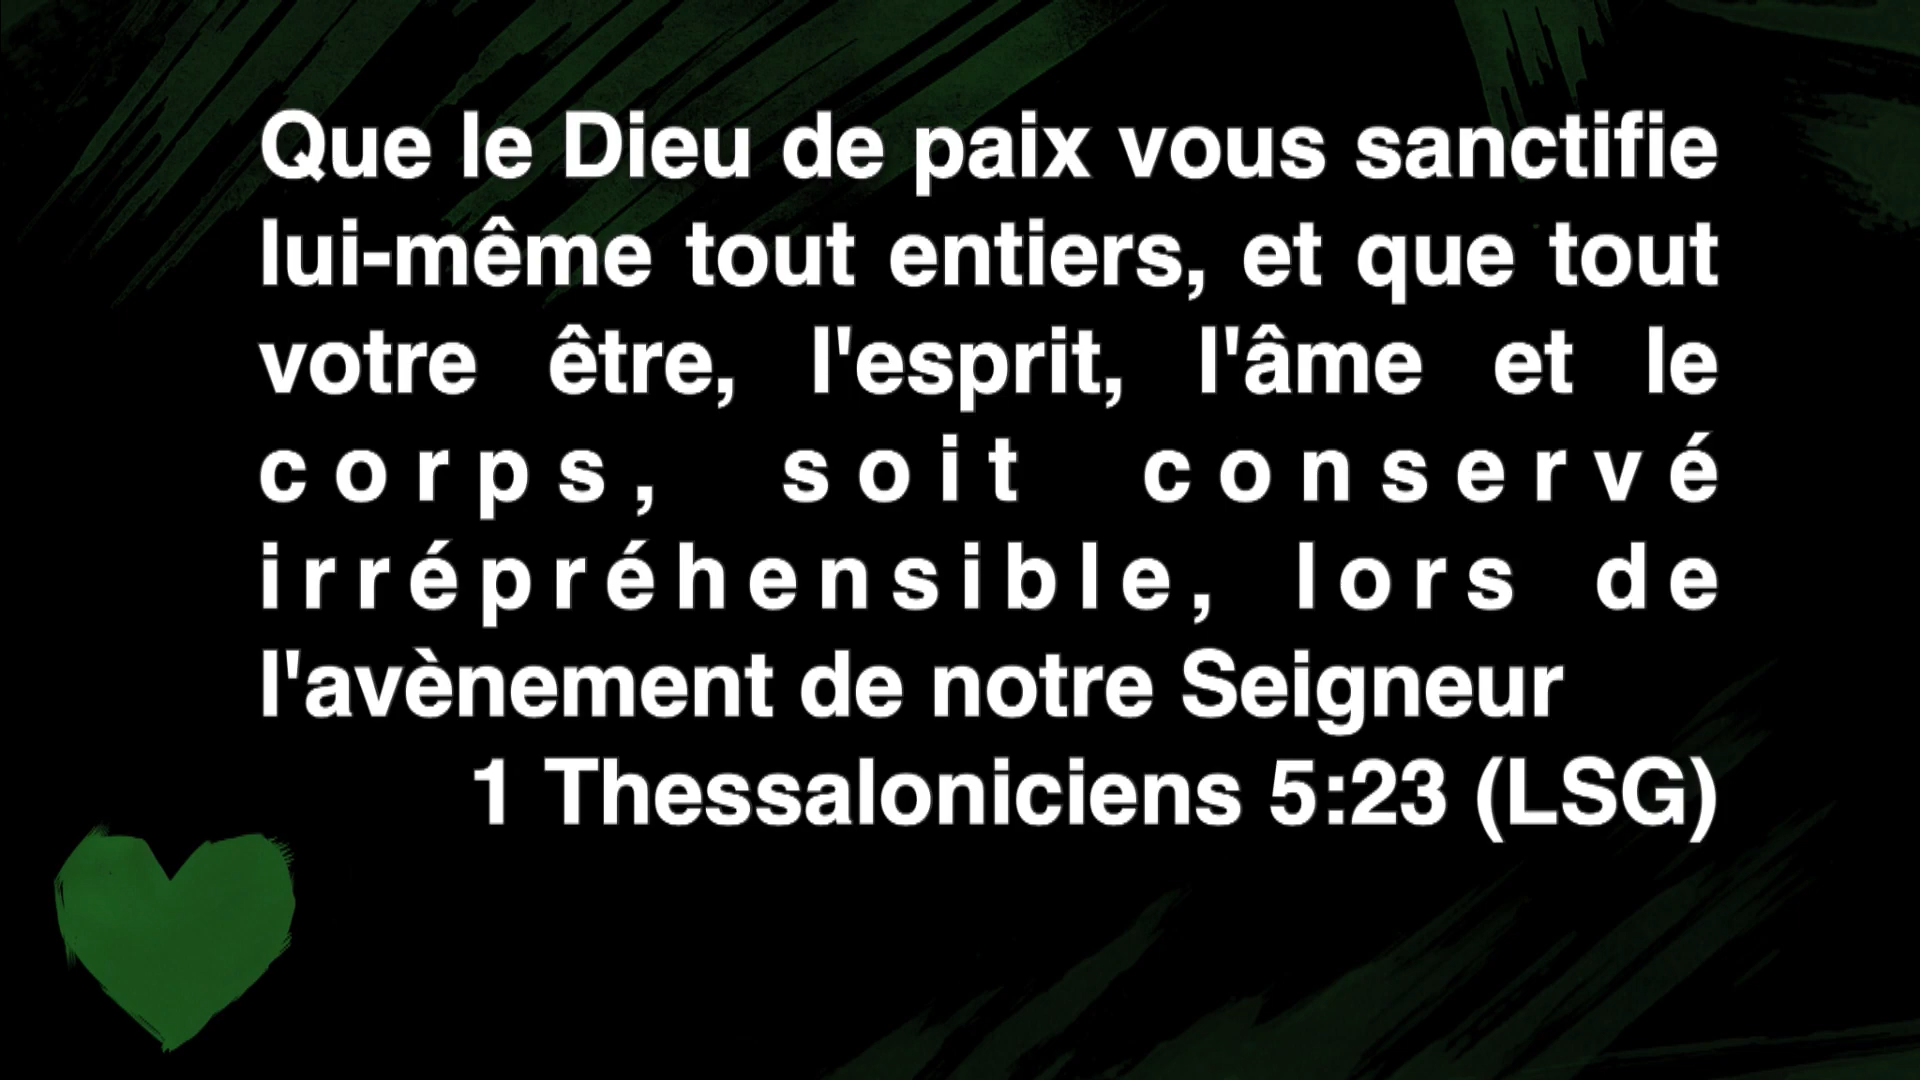 Que le Dieu de paix vous sanctifie
lui-même tout entiers, et que tout
votre être, l'esprit, l'âme et le
corps, soit conservé
irrépréhensible, lors de
l'avènement de notre Seigneur
1 Thessaloniciens 5:23 (LSG)